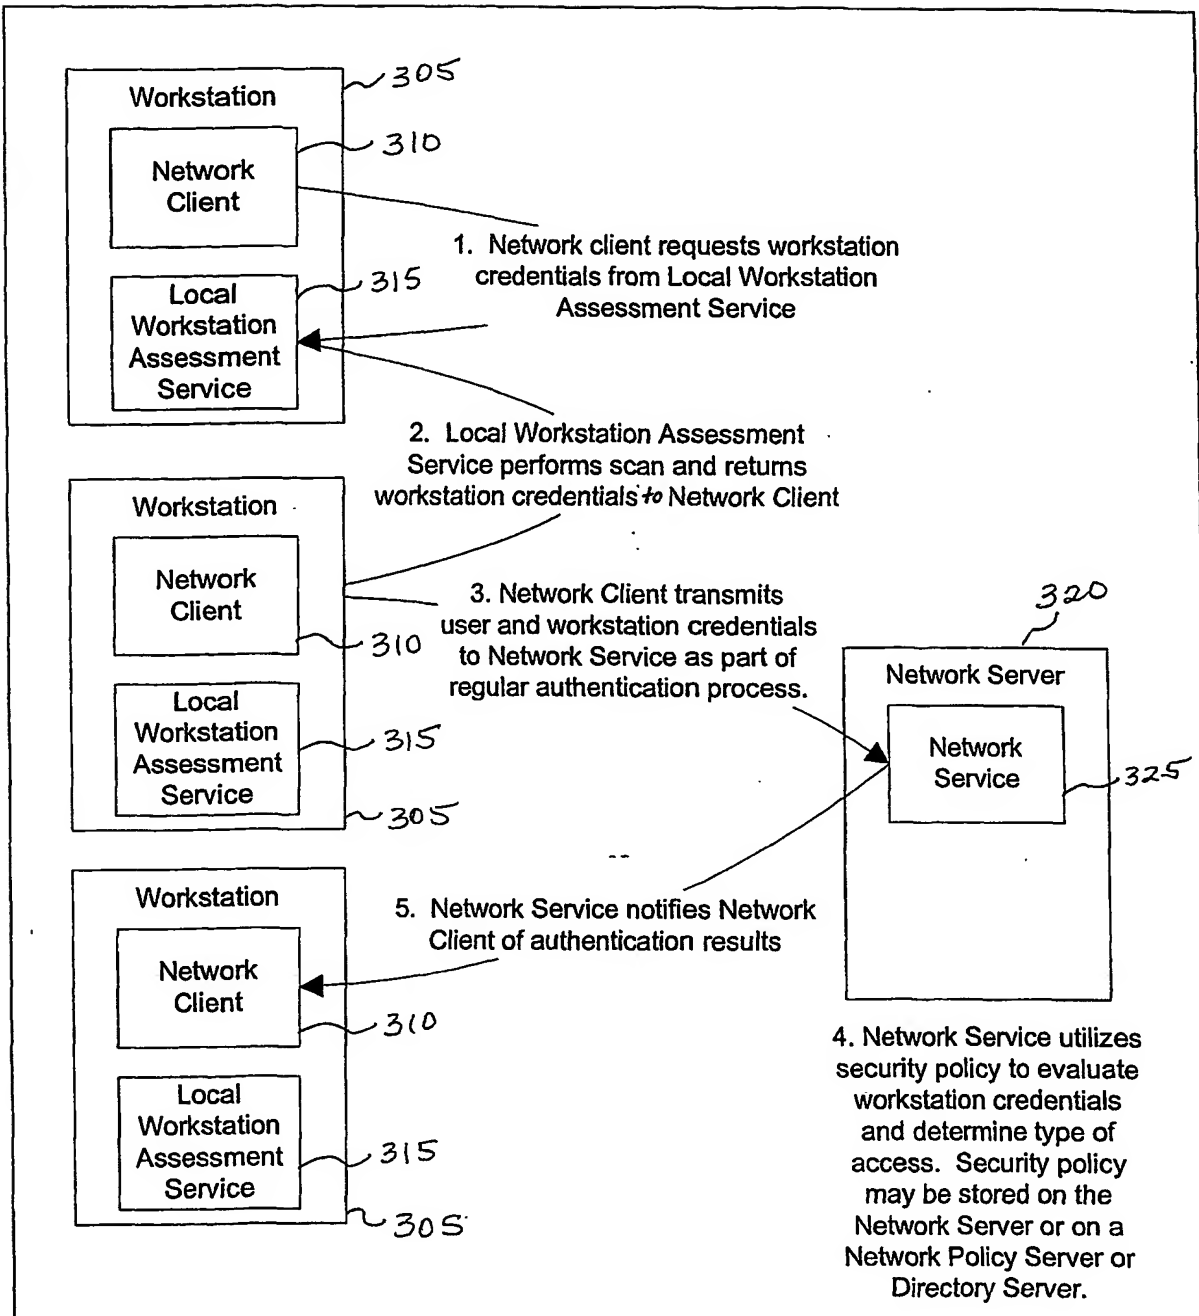 305
Workstation
310
Network
Client
1. Network client requests workstation
credentials from Local Workstation
Assessment Service
315
Local
Workstation
Assessment
Service
2. Local Workstation Assessment
Service performs scan and returns
workstation credentials to Network Client
Workstation
Network
Client
310
3. Network Client transmits
user and workstation credentials
to Network Service as part of
regular authentication process.
320
Network Server
Local
Workstation
Assessment
Service
315
305
Network
Service
325
Workstation
5. Network Service notifies Network
Client of authentication results
Network
Client
310
Local
Workstation
Assessment
Service
315
305
4. Network Service utilizes
security policy to evaluate
workstation credentials
and determine type of
access. Security policy
may be stored on the
Network Server or on a
Network Policy Server or
Directory Server.